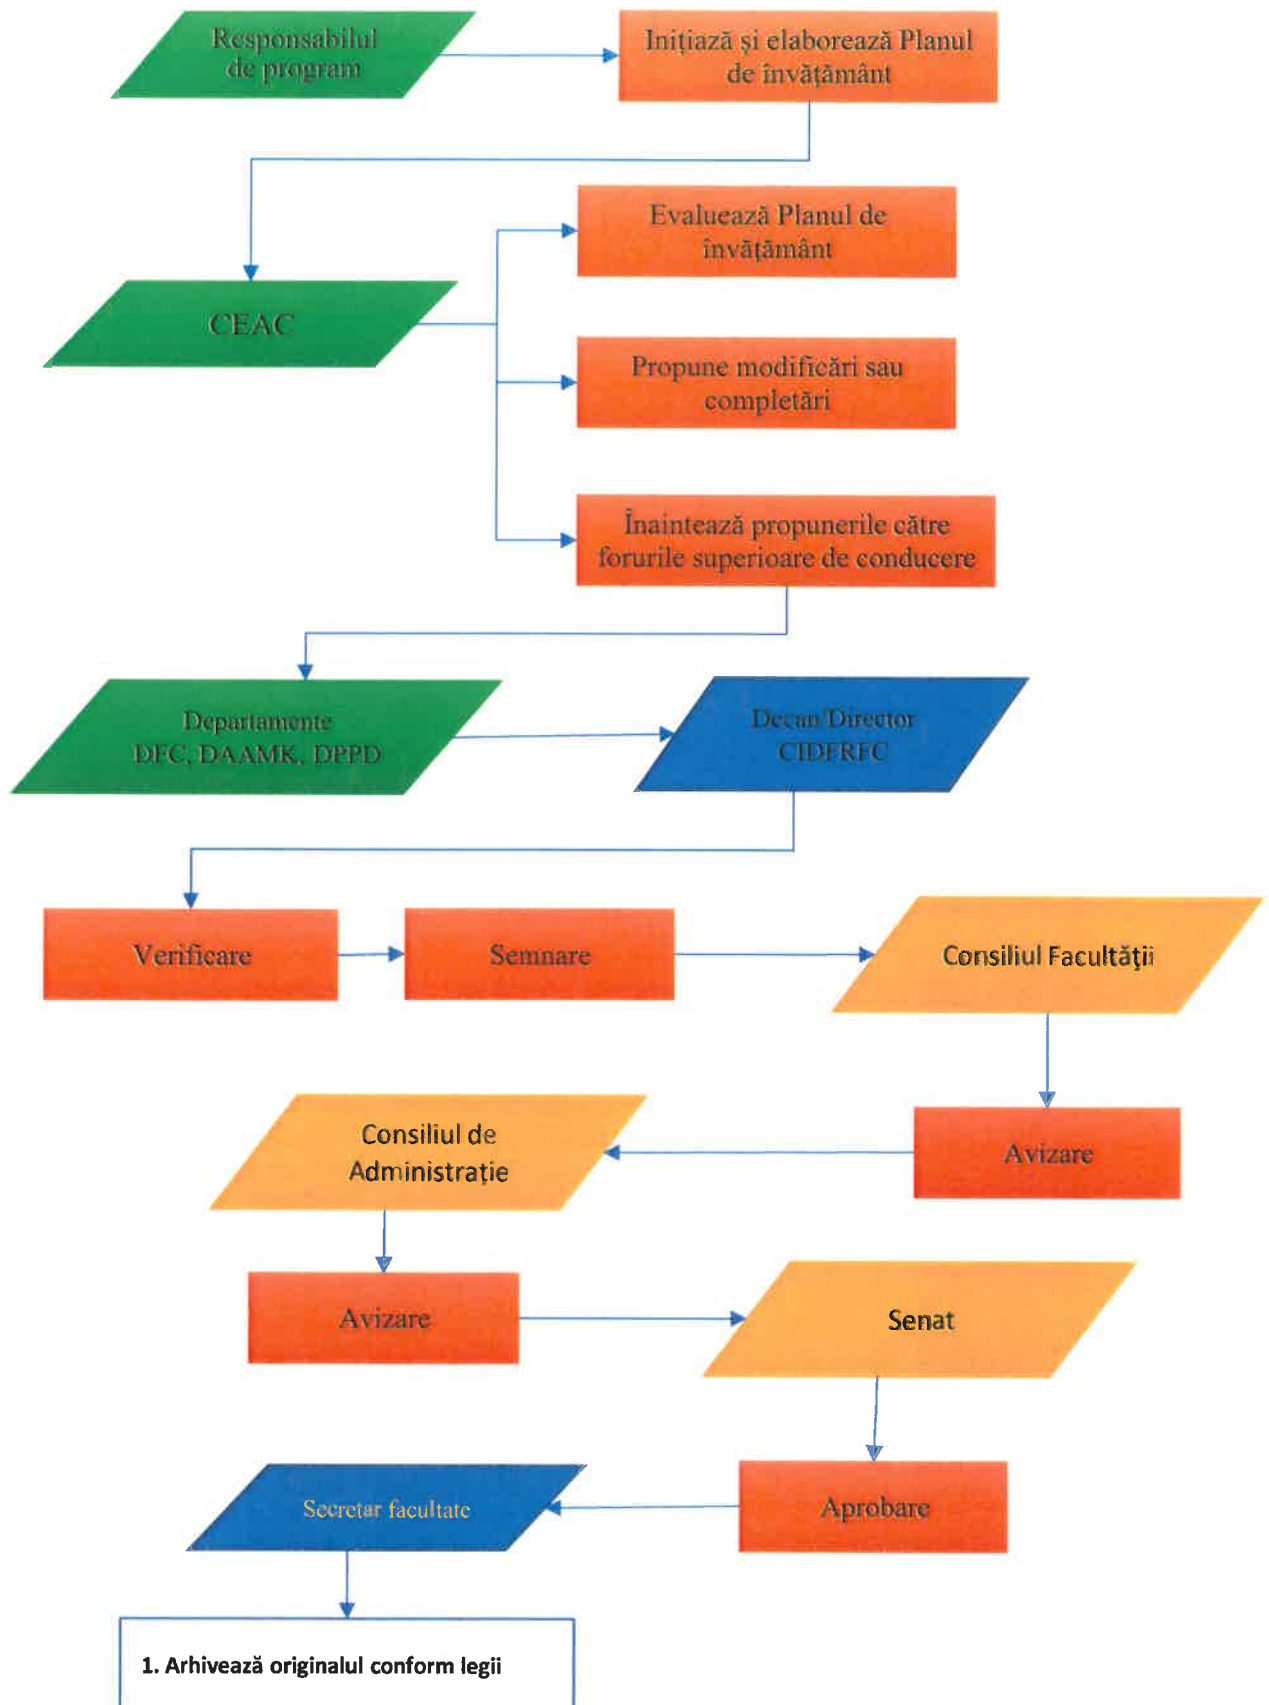 Responsabilul
de program
Inițiază și elaborează Planul
de învățământ
Evaluează Planul de
învățământ
CEAC
Propune modificări sau
completări
Înaintează propunerile către
forurile superioare de conducere
Departamente
DFC, DAAMK, DPPD
Decan/Director
CIDFRFC
Verificare
Semnare
Consiliul Facultății
Avizare
Consiliul de
Administrație
Avizare
Senat
Aprobare
Secretar facultate
1. Arhivează originalul conform legii